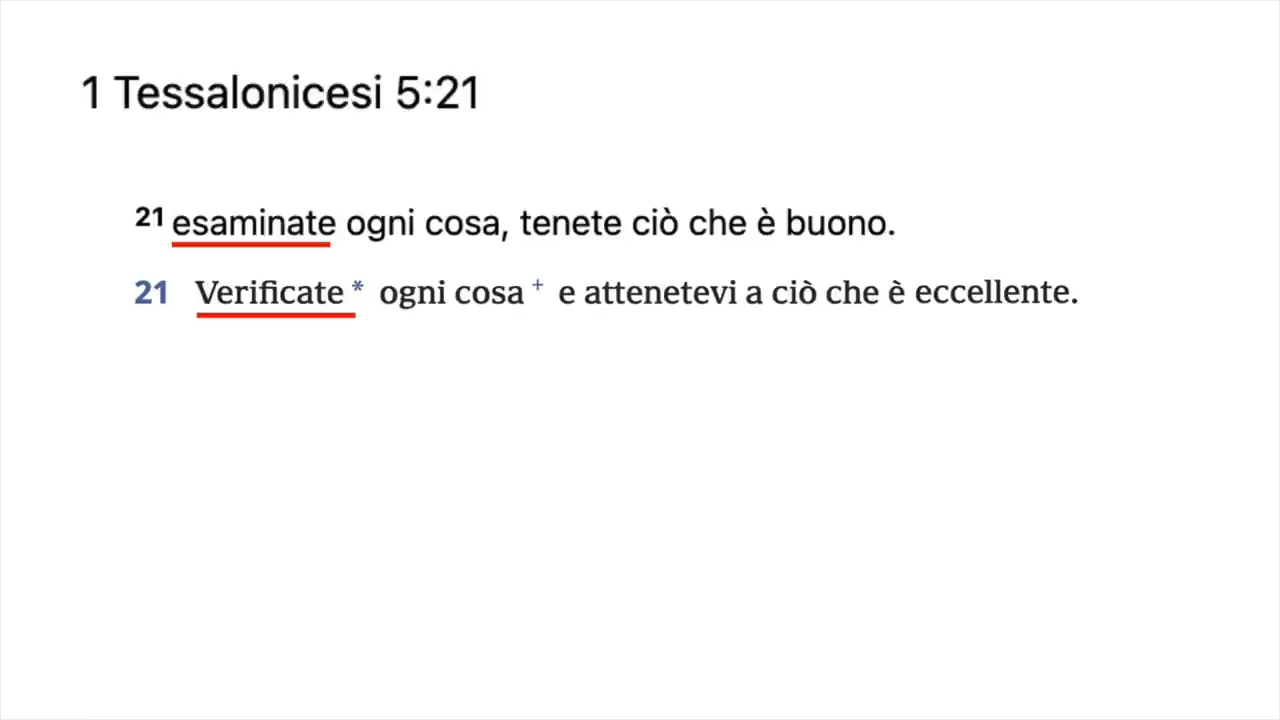 1 Tessalonicesi 5:21
21 esaminate ogni cosa, tenete ciò che è buono.
21 Verificate * ogni cosa + e attenetevi a ciò che è eccellente.